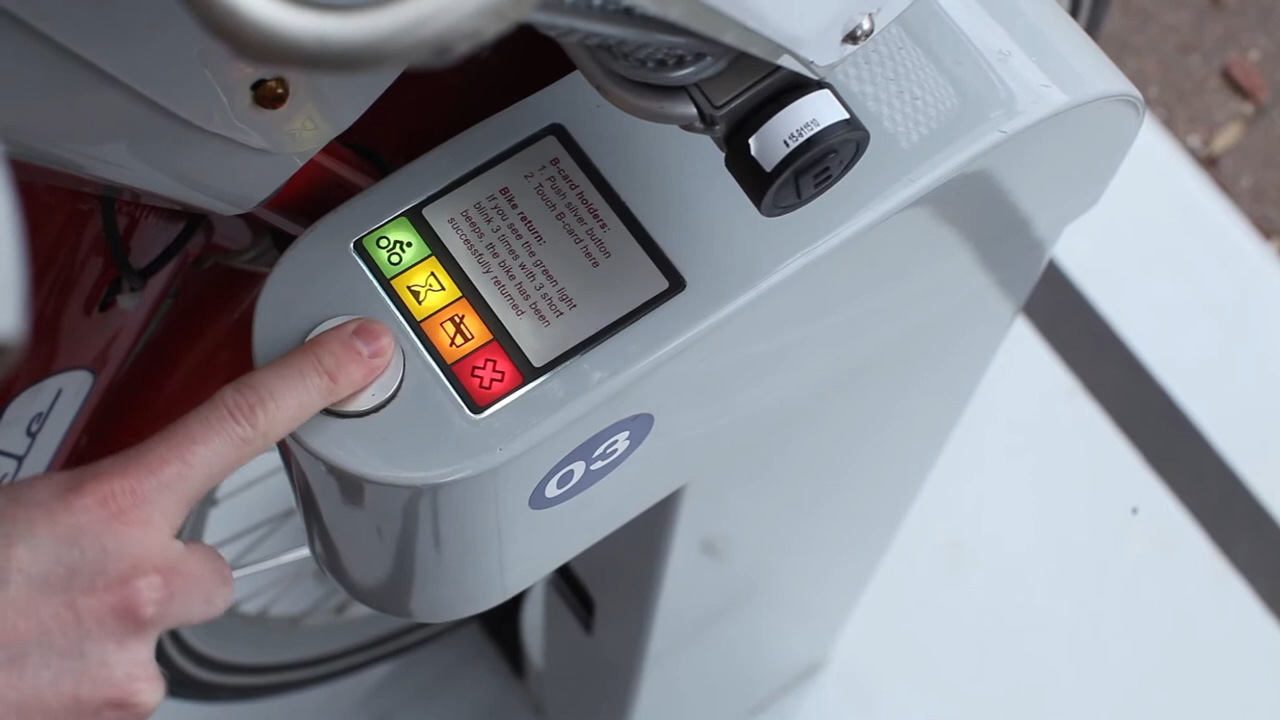 B-card holders:
1. Push silver button
2. Touch B-card here
Bike return:
If you see the green light
blink 3 times with 3 short
beeps, the bike has been
successfully returned.
03